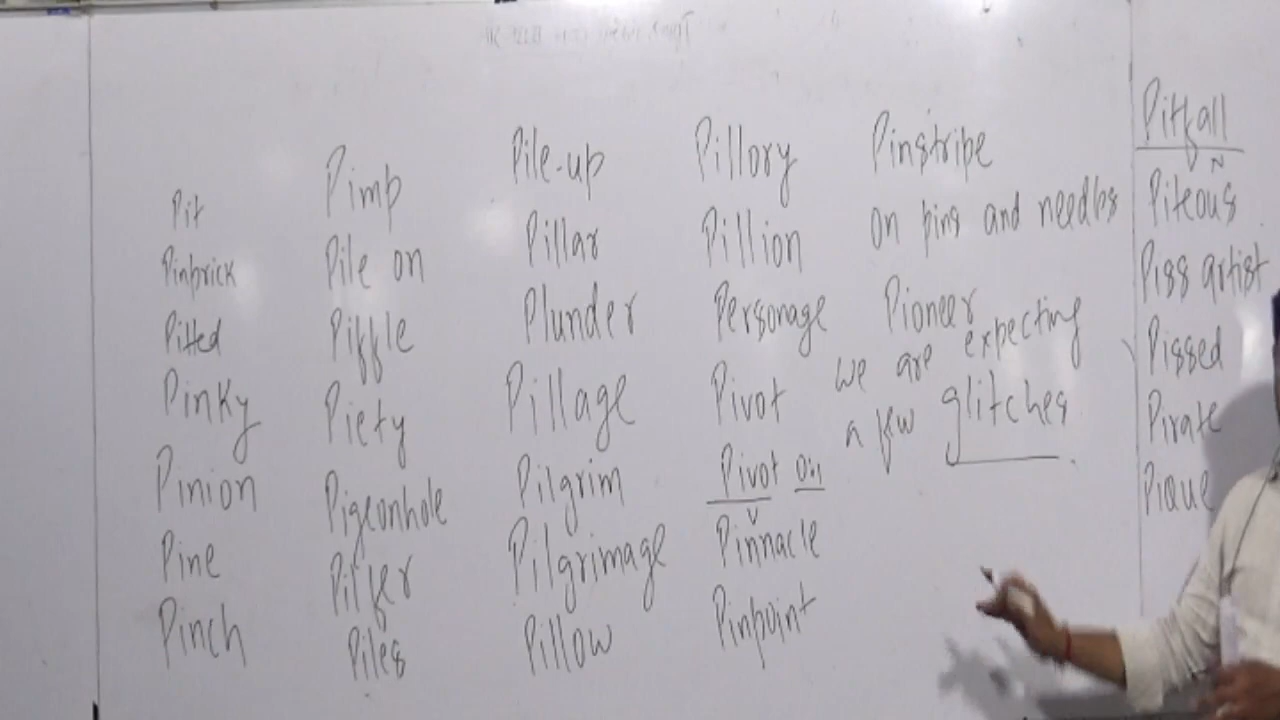 Pit
Pinprick
Pitted
Pinky
Pinion
Pine
Pinch
Pimp
Pile on
Piffle
Piety
Pigeonhole
Pilfer
Piles
Pile-up
Pillar
Plunder
Pillage
Pilgrim
Pilgrimage
Pillow
Pillory
Pillion
Personage
Pivot
Pivot on
V
Pinnacle
Pinpoint
Pinstripe
on pins and needles
Pioneer
we are expecting
a few glitches
Pitfall
N
Piteous
Piss artist
Pissed
Pirate
Pique